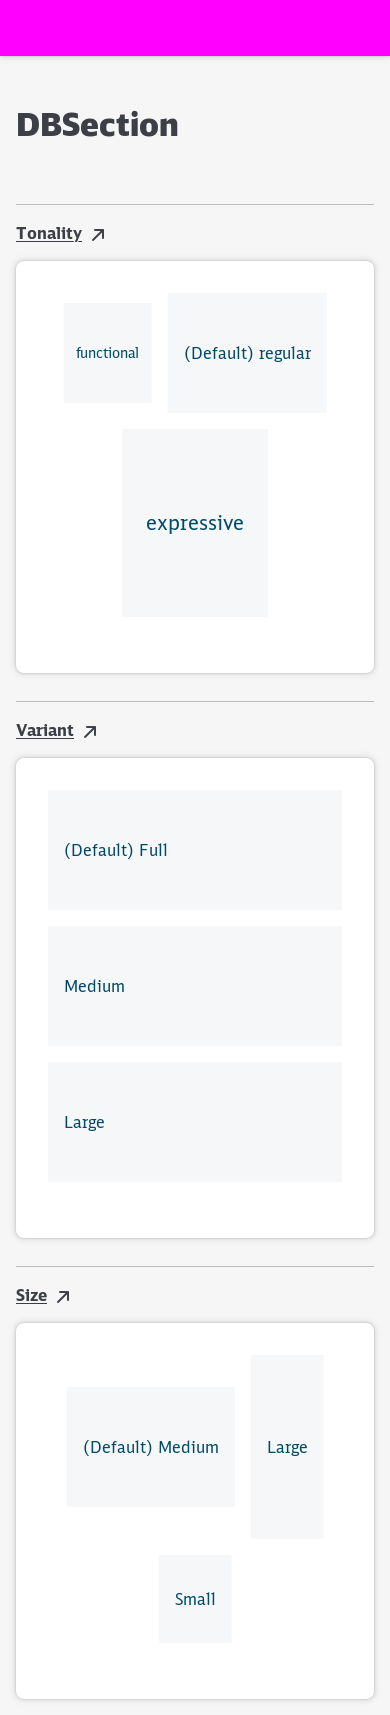 DBSection
Tonality
functional
(Default) regular
expressive
Variant
(Default) Full
Medium
Large
Size
(Default) Medium
Large
Small